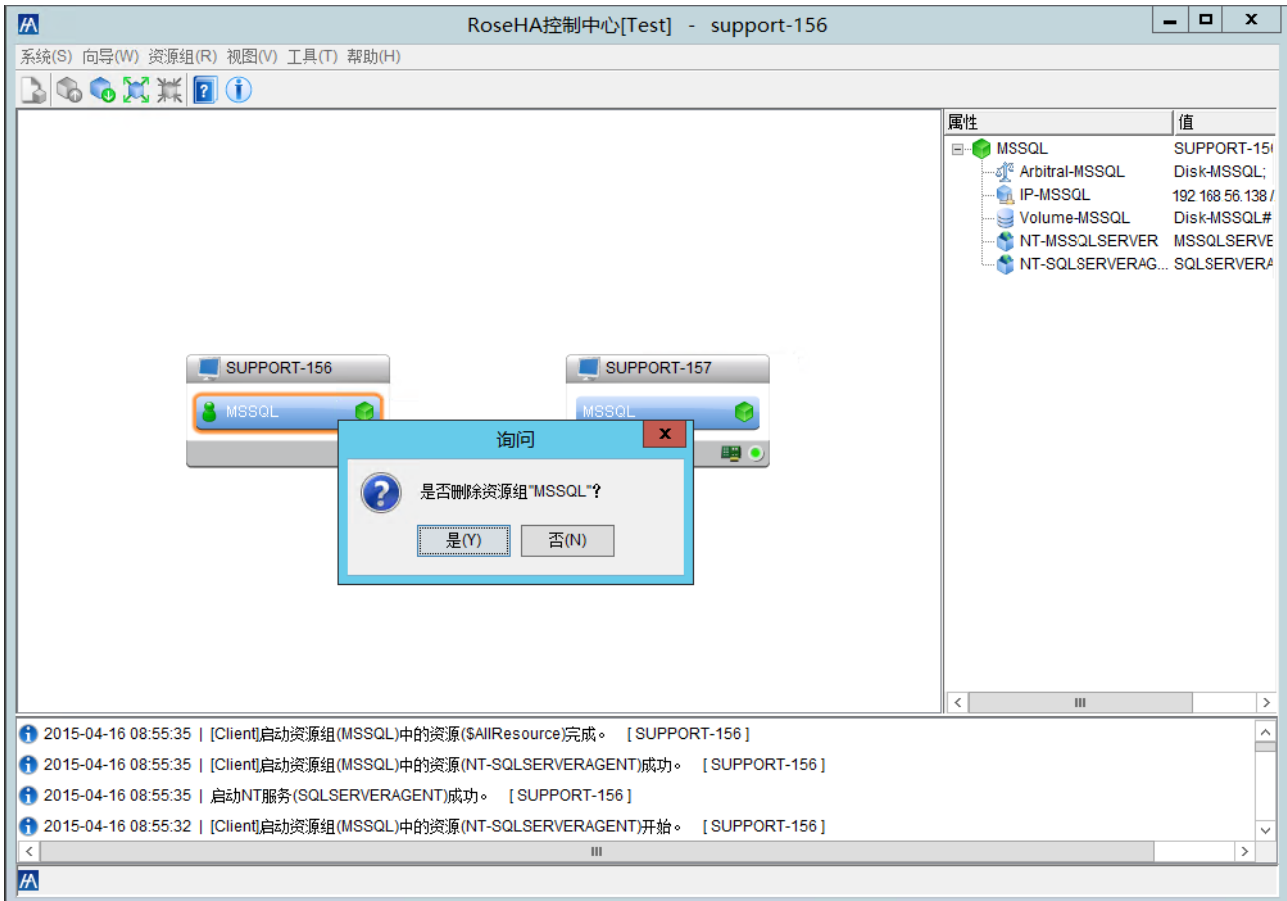 RoseHA控制中心[Test] - support-156
系统(S) 向导(W) 资源组(R) 视图(V) 工具(T) 帮助(H)
属性 值
MSSQL SUPPORT-15
Arbitral-MSSQL Disk-MSSQL;
IP-MSSQL 192.168.56.138 /
Volume-MSSQL Disk-MSSQL#
NT-MSSQLSERVER MSSQLSERVE
NT-SQLSERVERAG... SQLSERVERA
SUPPORT-156
MSSQL
SUPPORT-157
MSSQL
询问
是否删除资源组"MSSQL"?
是(Y) 否(N)
2015-04-16 08:55:35 | [Client]启动资源组(MSSQL)中的资源($AllResource)完成。 [ SUPPORT-156 ]
2015-04-16 08:55:35 | [Client]启动资源组(MSSQL)中的资源(NT-SQLSERVERAGENT)成功。 [ SUPPORT-156 ]
2015-04-16 08:55:35 | 启动NT服务(SQLSERVERAGENT)成功。 [ SUPPORT-156 ]
2015-04-16 08:55:32 | [Client]启动资源组(MSSQL)中的资源(NT-SQLSERVERAGENT)开始。 [ SUPPORT-156 ]